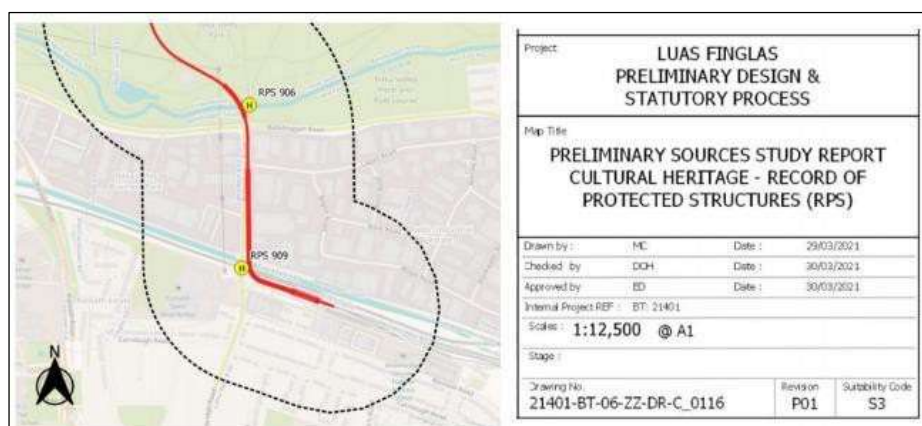 RPS 906
RPS 909
N
Project
LUAS FINGLAS
PRELIMINARY DESIGN &
STATUTORY PROCESS
Map Title
PRELIMINARY SOURCES STUDY REPORT
CULTURAL HERITAGE - RECORD OF
PROTECTED STRUCTURES (RPS)
Drawn by : MC Date : 29/03/2021
Checked by DOH Date : 30/03/2021
Approved by ED Date : 30/03/2021
Internal Project REF : BT: 21401
Scales : 1:12,500 @ A1
Stage :
Drawing No. Revision Suitability Code
21401-BT-06-ZZ-DR-C_0116 P01 S3